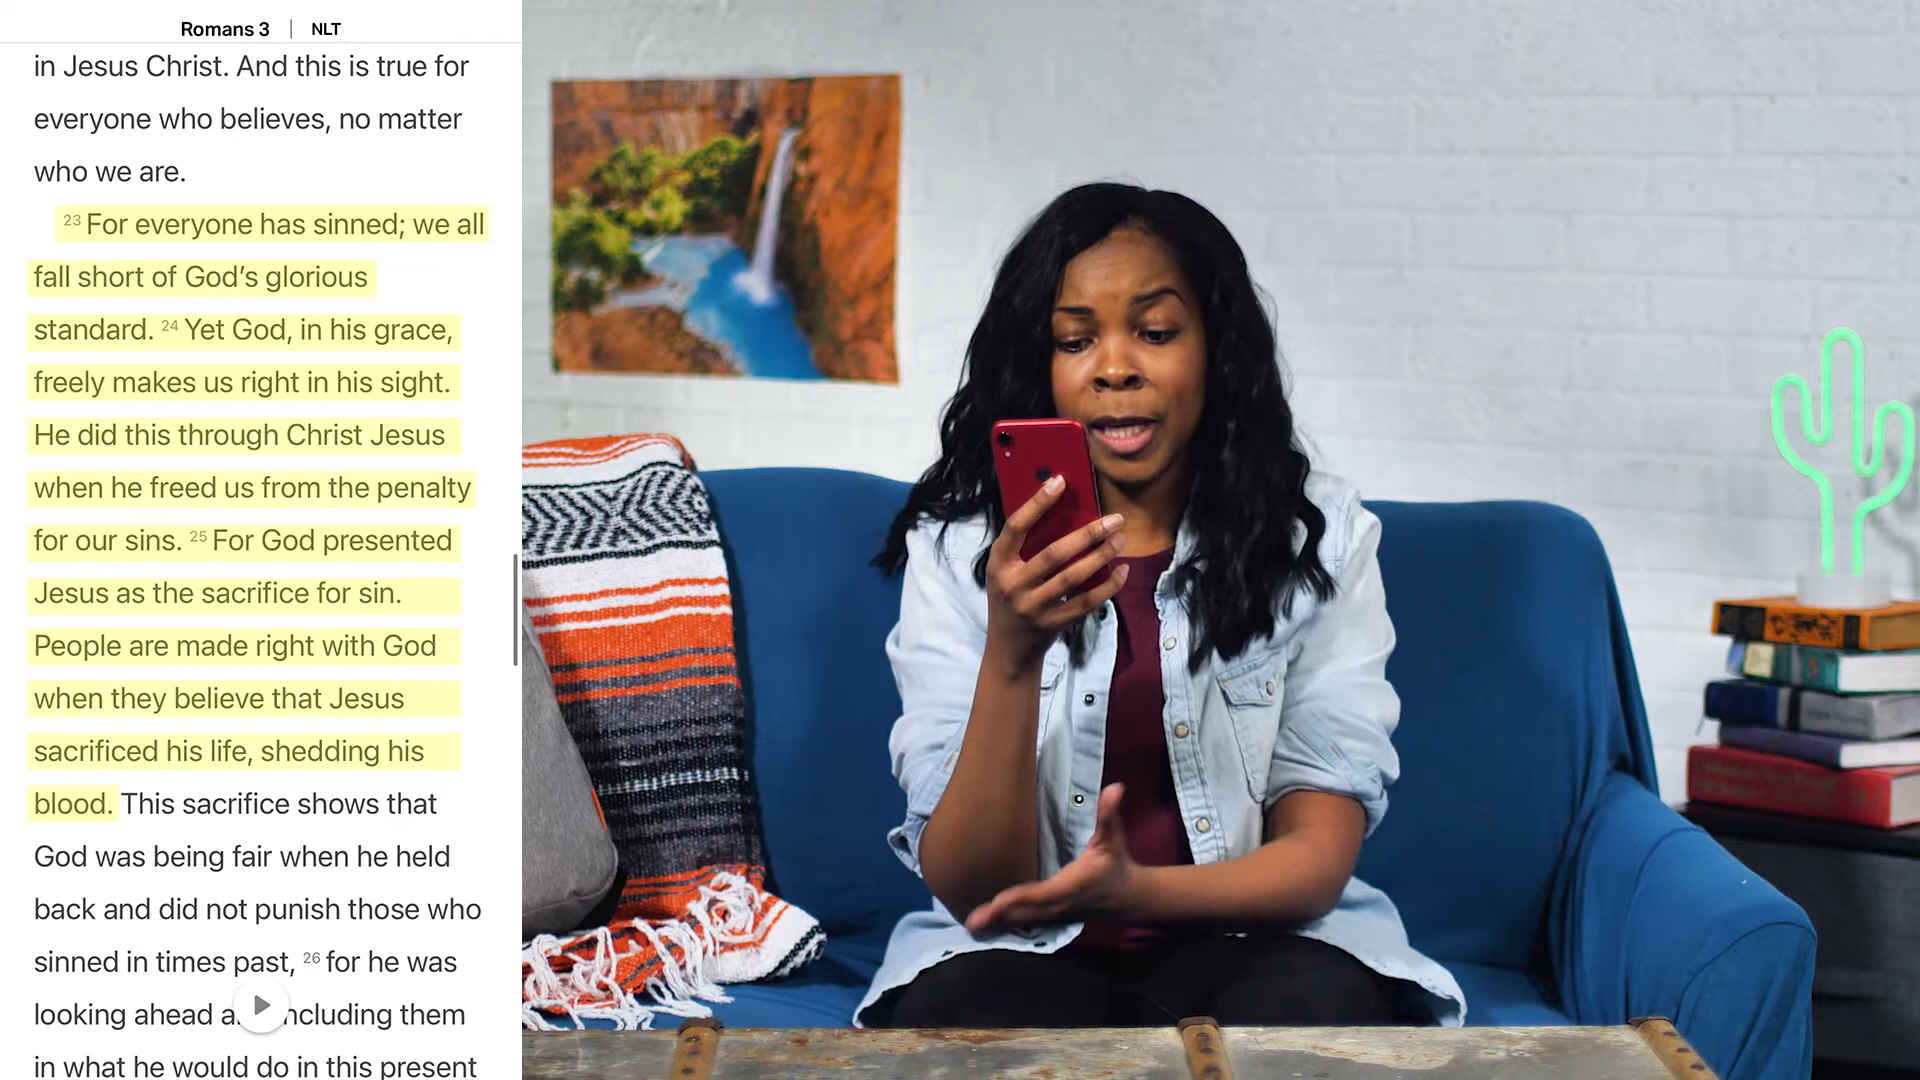 Romans 3 | NLT
in Jesus Christ. And this is true for
everyone who believes, no matter
who we are.
23 For everyone has sinned; we all
fall short of God’s glorious
standard. 24 Yet God, in his grace,
freely makes us right in his sight.
He did this through Christ Jesus
when he freed us from the penalty
for our sins. 25 For God presented
Jesus as the sacrifice for sin.
People are made right with God
when they believe that Jesus
sacrificed his life, shedding his
blood. This sacrifice shows that
God was being fair when he held
back and did not punish those who
sinned in times past, 26 for he was
looking ahead including them
in what he would do in this present